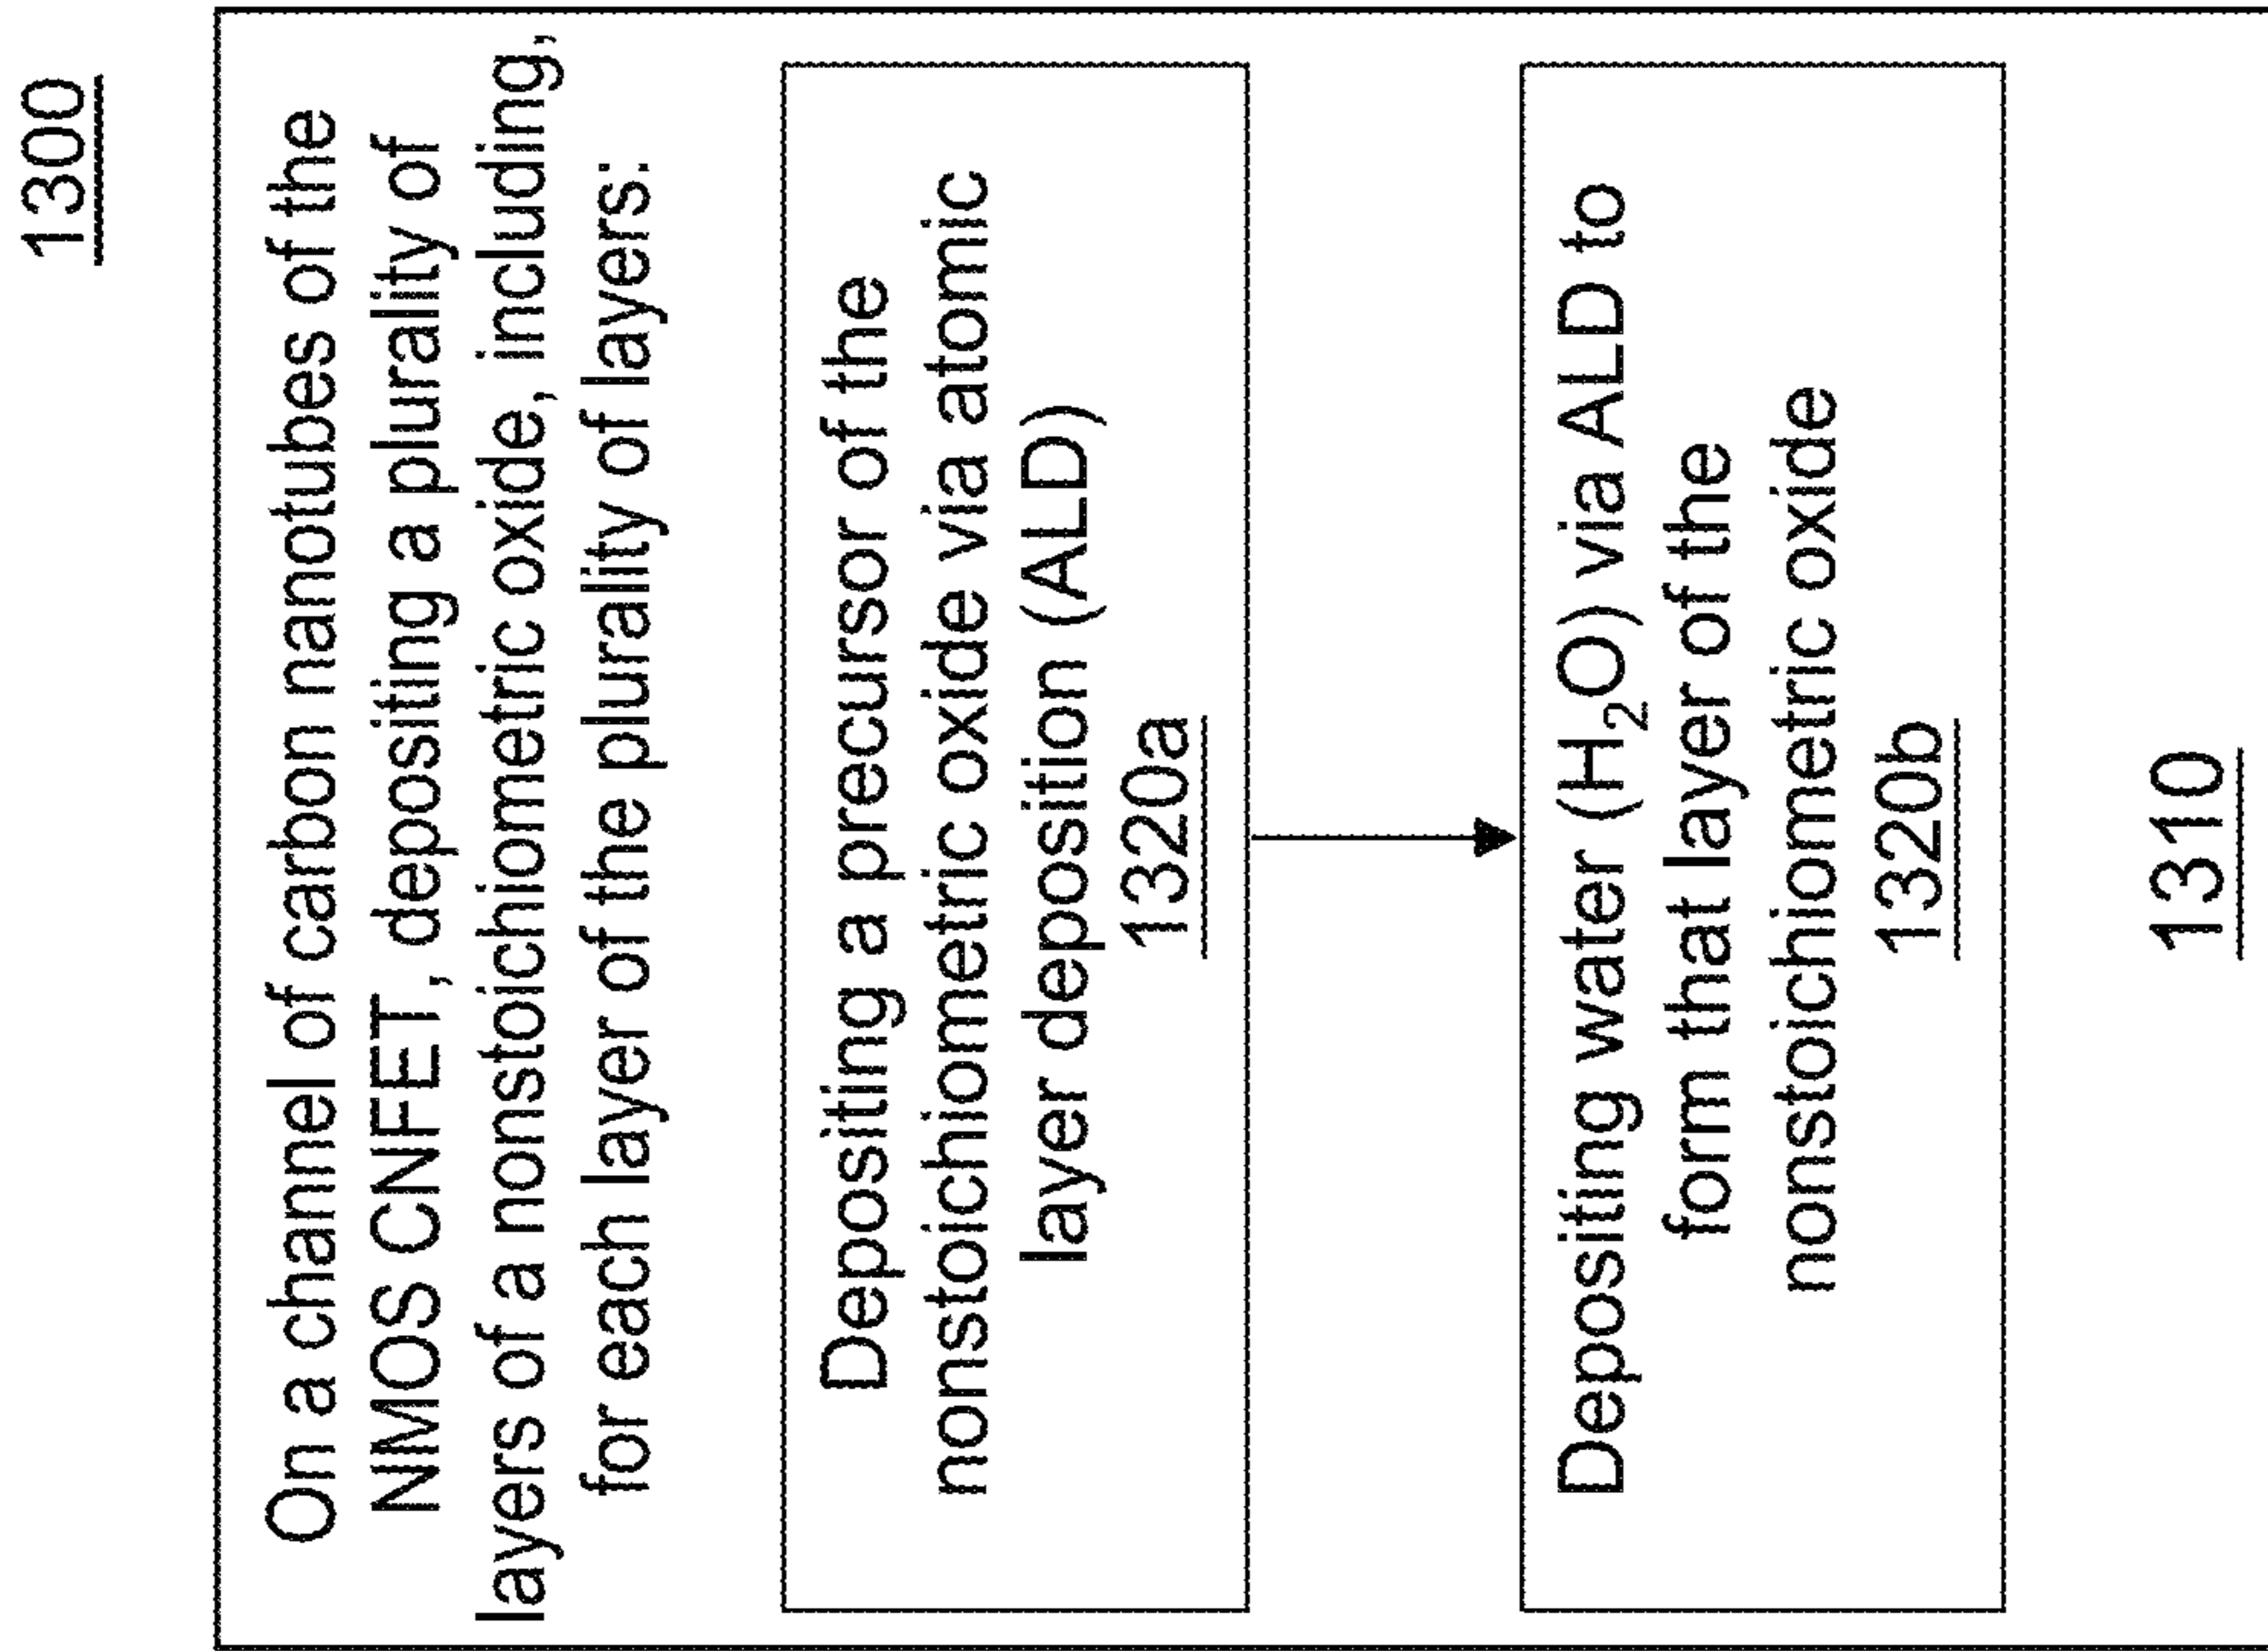 1300
On a channel of carbon nanotubes of the
NMOS CNFET, depositing a plurality of
layers of a nonstoichiometric oxide, including,
for each layer of the plurality of layers:
Depositing a precursor of the
nonstoichiometric oxide via atomic
layer deposition (ALD)
1320a
Depositing water (H₂O) via ALD to
form that layer of the
nonstoichiometric oxide
1320b
1310